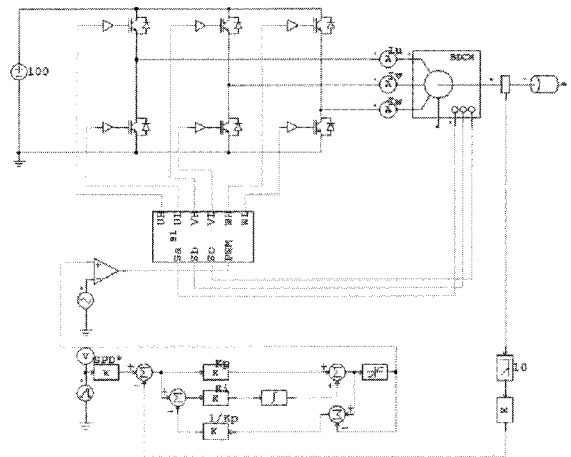 100
Iu
Iv
Iw
BDCM
UH UL VH VL WH WL
B1
Sa Sb Sc PWM
SPD*
K
Kp
K
Ki
K
1/Kp
K
10
K